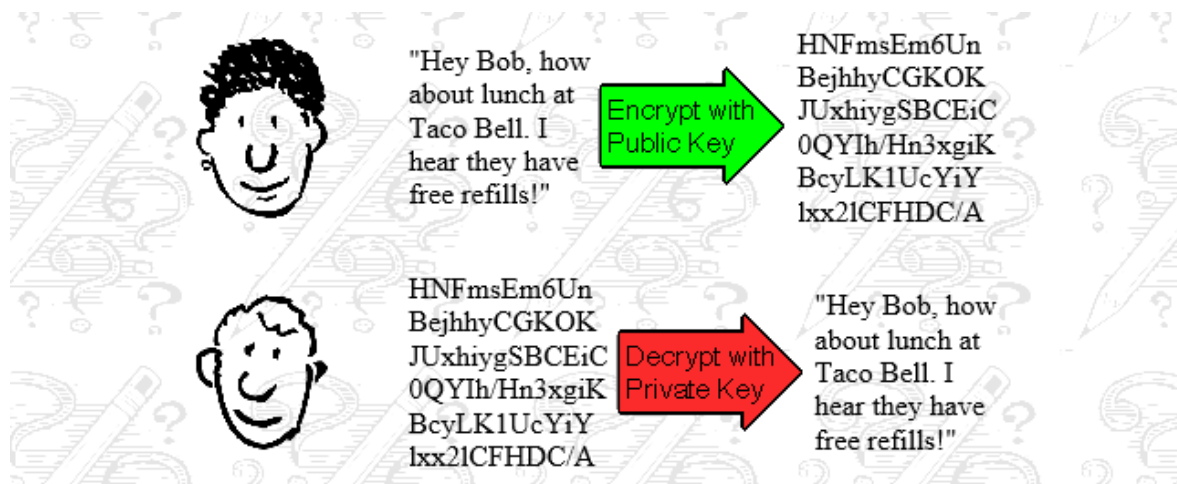 "Hey Bob, how
about lunch at
Taco Bell. I
hear they have
free refills!"
Encrypt with
Public Key
HNFmsEm6Un
BejhhyCGKOK
JUxhiygSBCEiC
0QYIh/Hn3xgiK
BcyLK1UcYiY
lxx2lCFHDC/A
HNFmsEm6Un
BejhhyCGKOK
JUxhiygSBCEiC
0QYIh/Hn3xgiK
BcyLK1UcYiY
lxx2lCFHDC/A
Decrypt with
Private Key
"Hey Bob, how
about lunch at
Taco Bell. I
hear they have
free refills!"